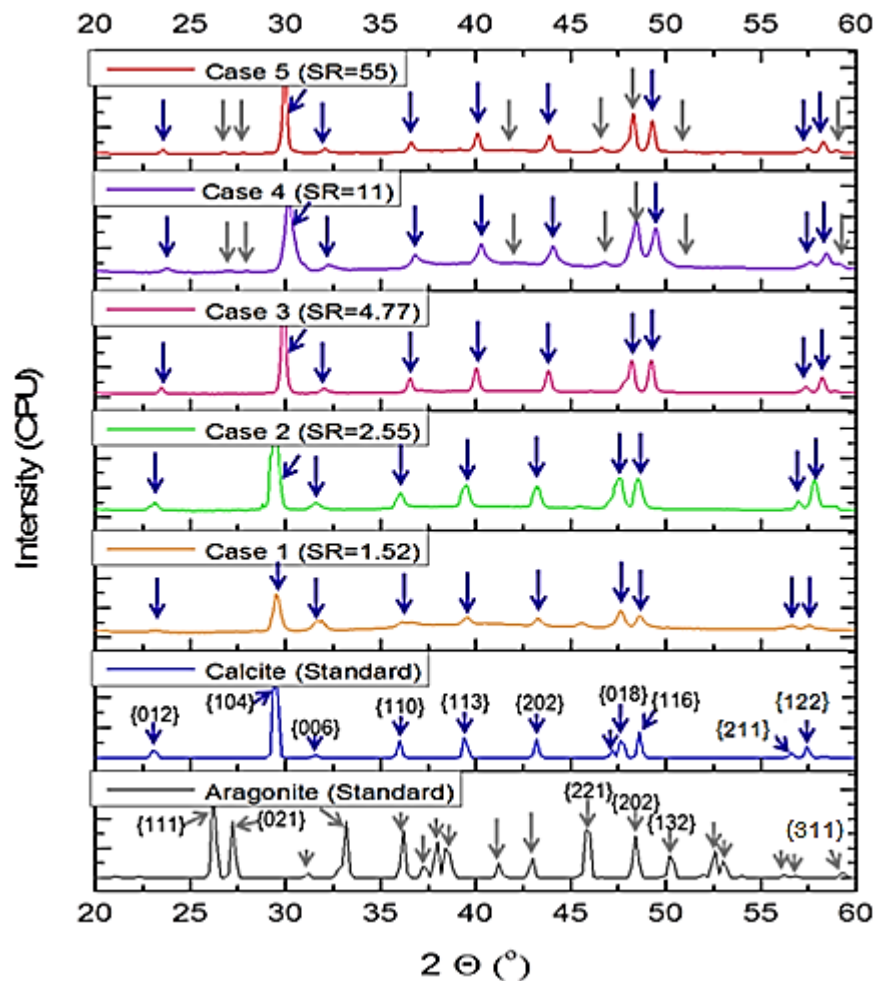 20 25 30 35 40 45 50 55 60
Case 5 (SR=55)
Case 4 (SR=11)
Case 3 (SR=4.77)
Case 2 (SR=2.55)
Case 1 (SR=1.52)
Calcite (Standard)
{012}
{104}
{006}
{110}
{113}
{202}
{018}
{116}
{211}
{122}
Aragonite (Standard)
{111}
{021}
{221}
{202}
{132}
{311}
20 25 30 35 40 45 50 55 60
2 Θ (°)
Intensity (CPU)